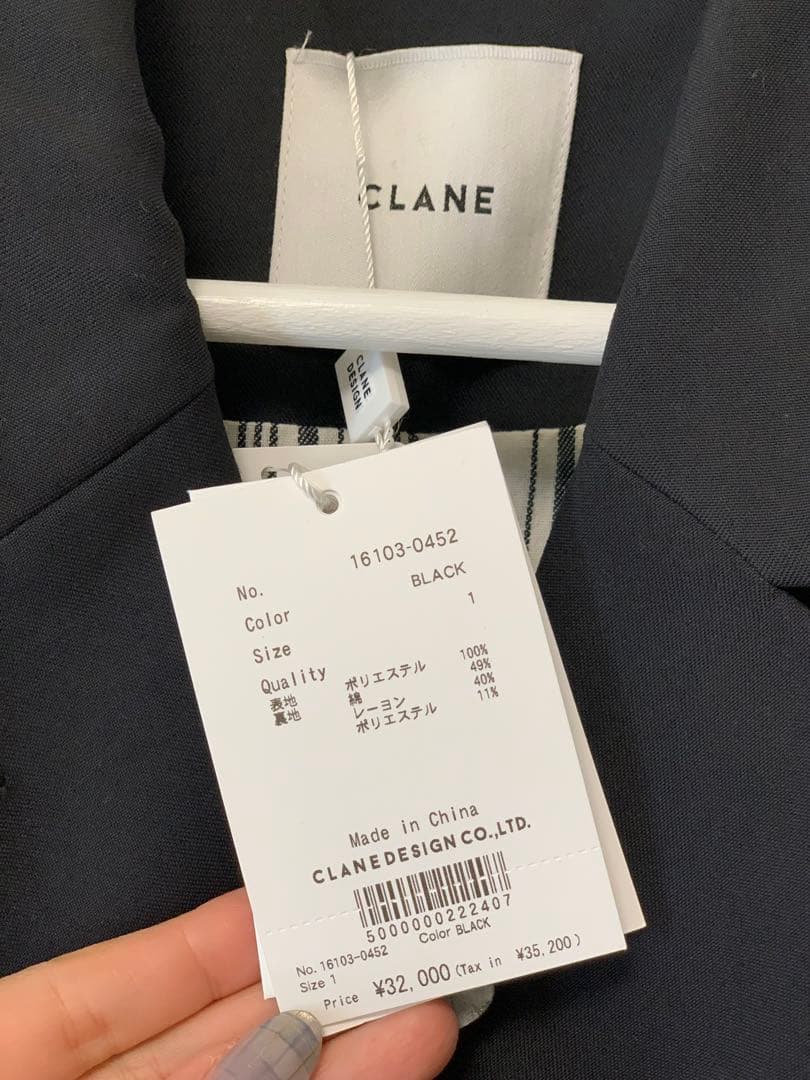 CLANE
CLANE
DESIGN
No. 16103-0452
Color BLACK
Size 1
Quality
表地 ポリエステル 100%
裏地 綿 49%
レーヨン 40%
ポリエステル 11%
Made in China
CLANE DESIGN CO.,LTD.
5000000222407
No. 16103-0452 Color BLACK
Size 1
Price ¥32,000 (Tax in ¥35,200)